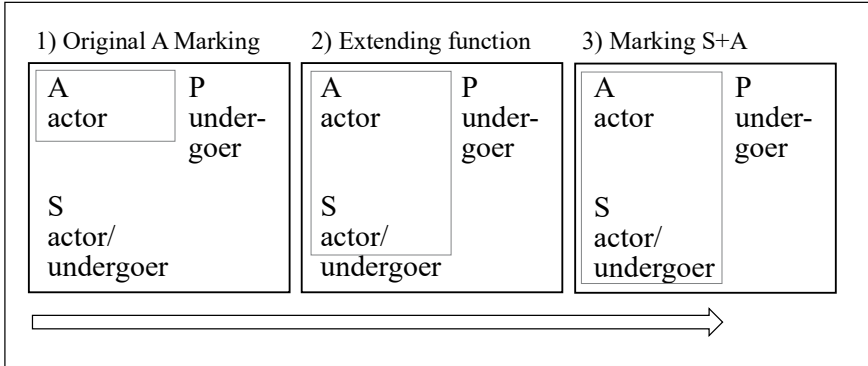 1) Original A Marking
2) Extending function
3) Marking S+A
A
actor
P
under-
goer
S
actor/
undergoer
A
actor
P
under-
goer
S
actor/
undergoer
A
actor
P
under-
goer
S
actor/
undergoer